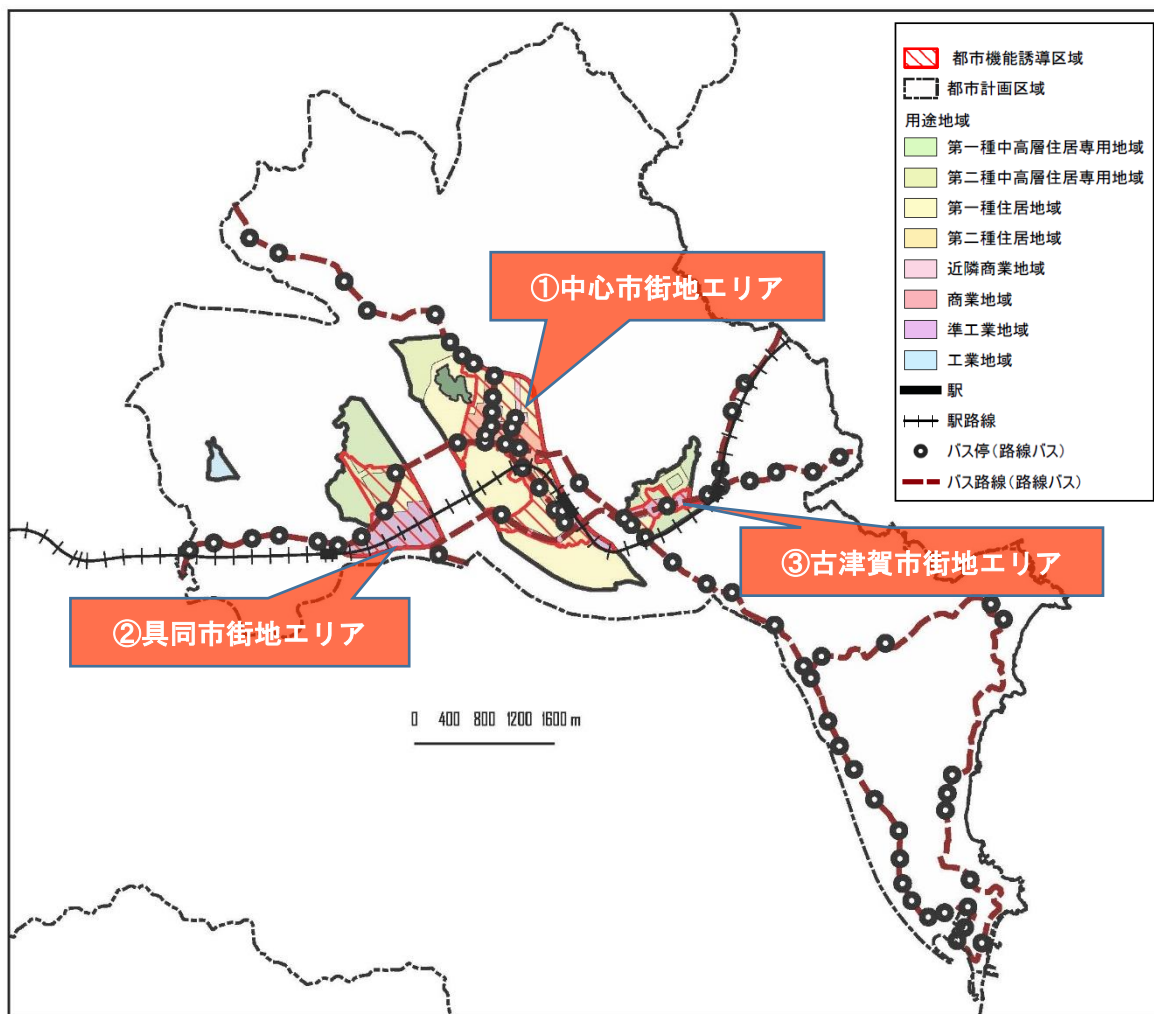 都市機能誘導区域
都市計画区域
用途地域
第一種中高層住居専用地域
第二種中高層住居専用地域
第一種住居地域
第二種住居地域
近隣商業地域
商業地域
準工業地域
工業地域
駅
駅路線
バス停(路線バス)
バス路線(路線バス)
①中心市街地エリア
③古津賀市街地エリア
②具同市街地エリア
0 400 800 1200 1600 m